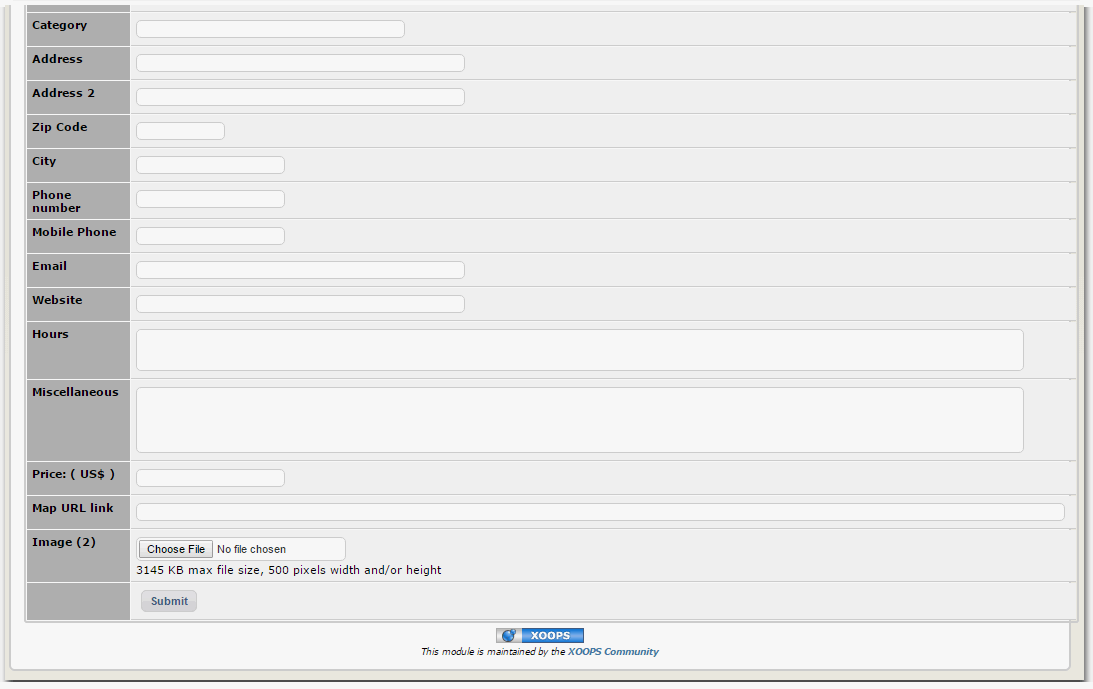 Category
Address
Address 2
Zip Code
City
Phone
number
Mobile Phone
Email
Website
Hours
Miscellaneous
Price: ( US$ )
Map URL link
Image (2)
Choose File No file chosen
3145 KB max file size, 500 pixels width and/or height
Submit
XOOPS
This module is maintained by the XOOPS Community